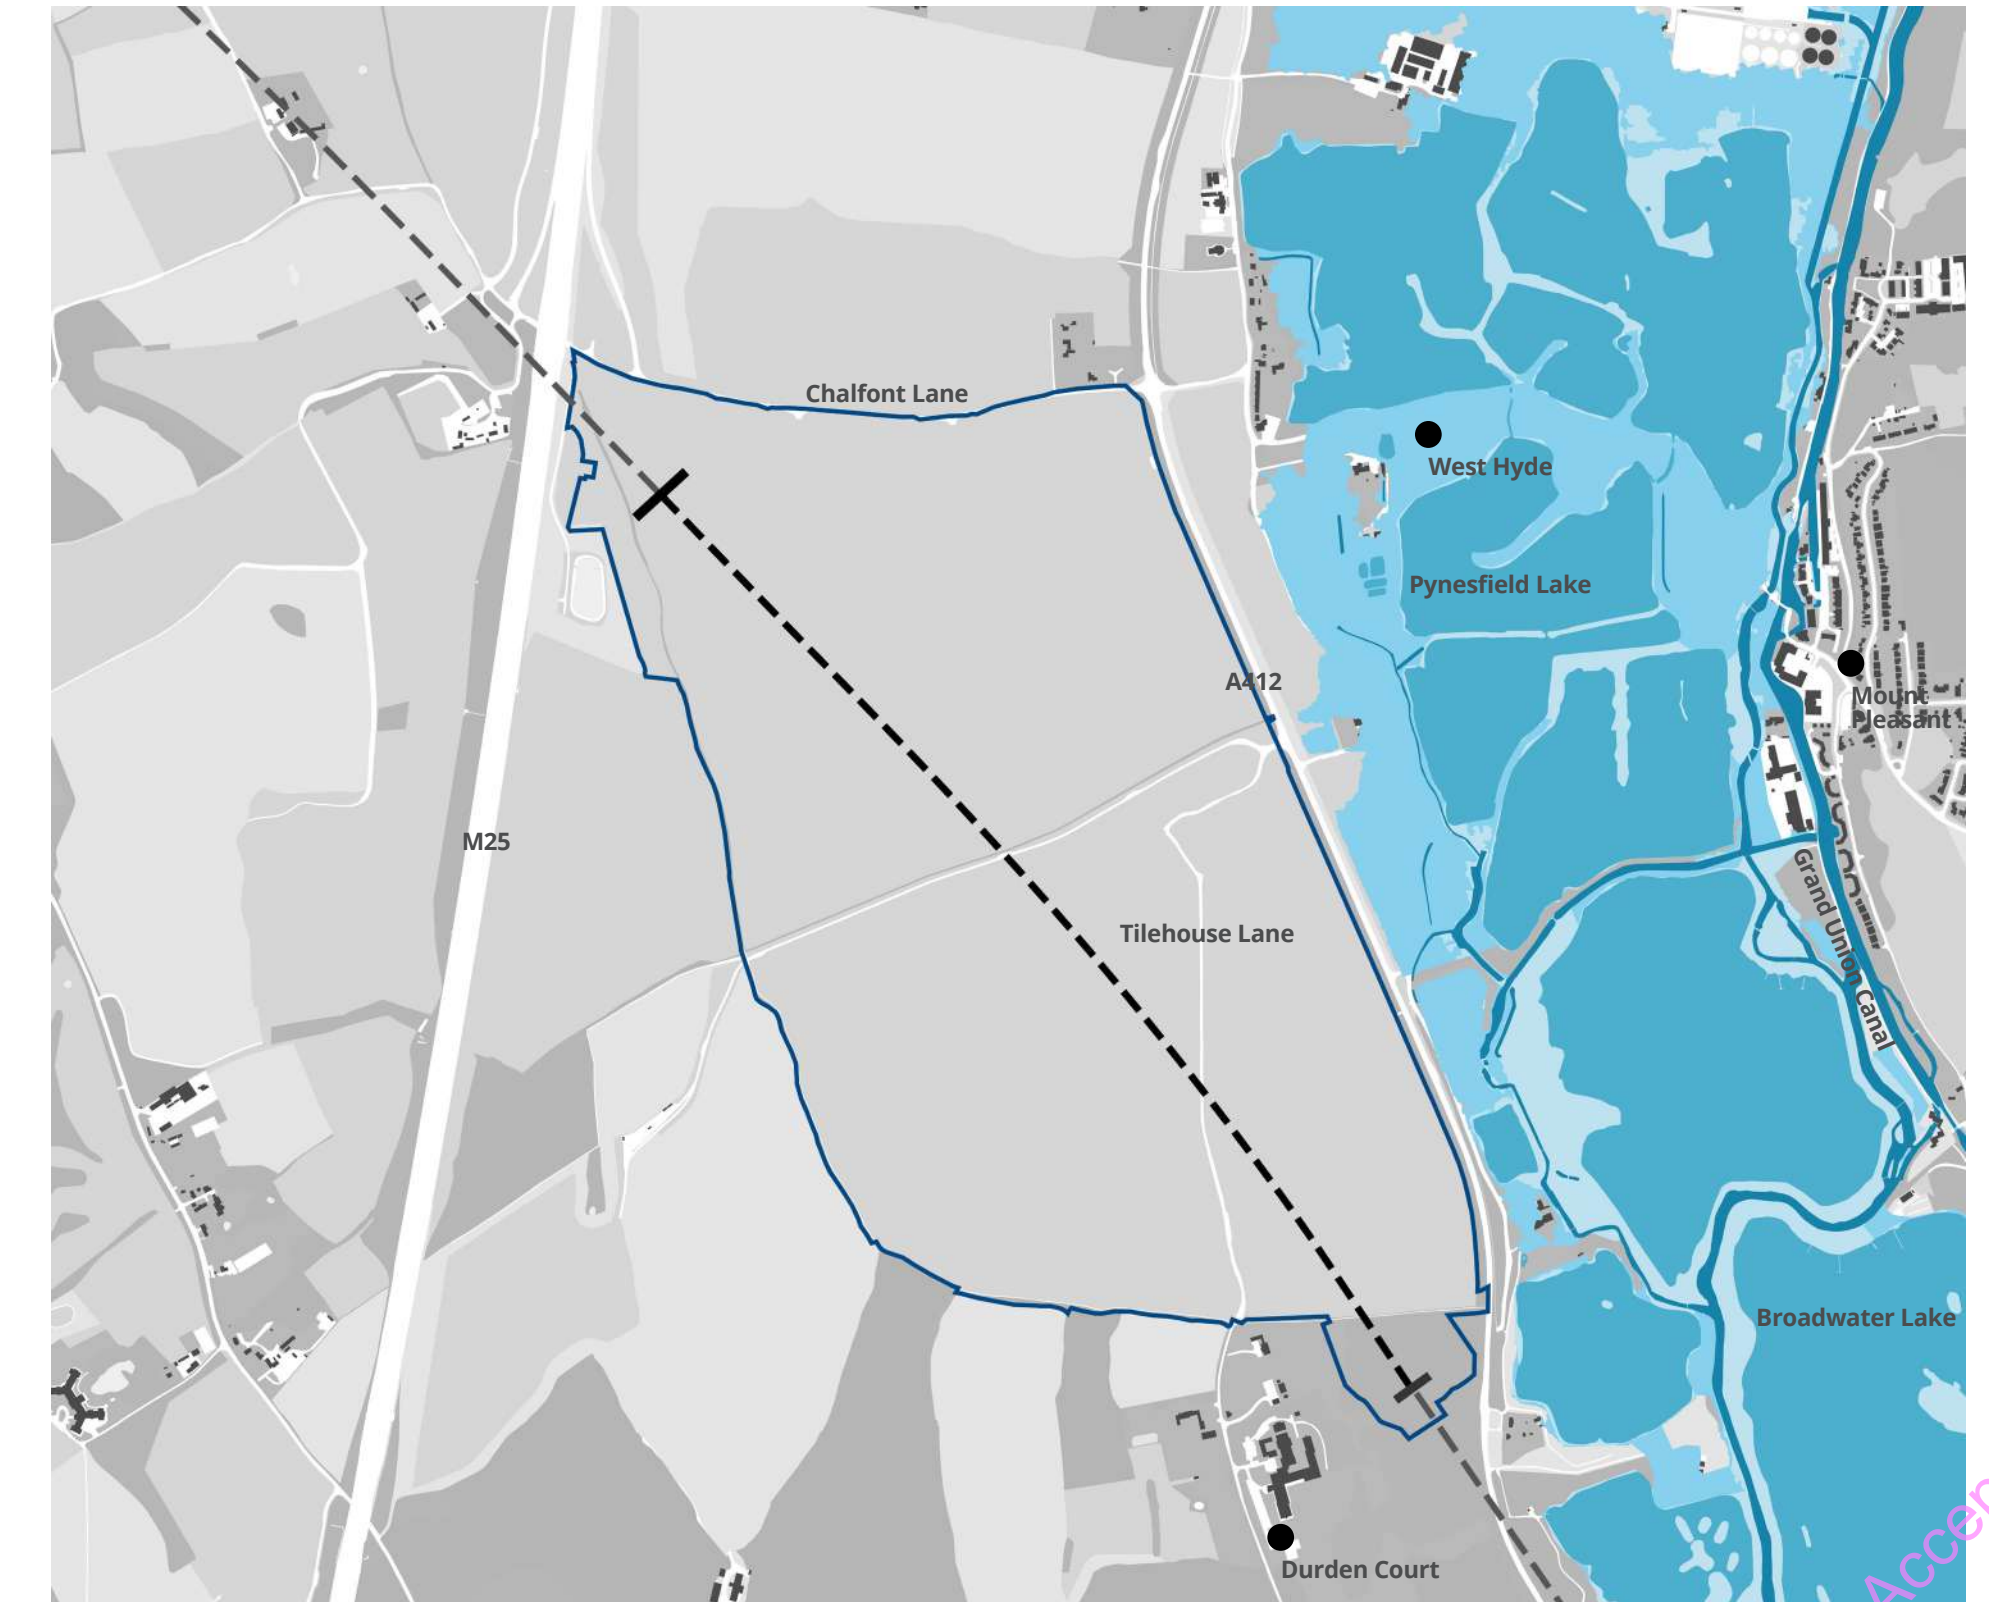 Chalfont Lane
West Hyde
Pynesfield Lake
A412
Mount
Pleasant
M25
Grand Union Canal
Tilehouse Lane
Broadwater Lake
Durden Court